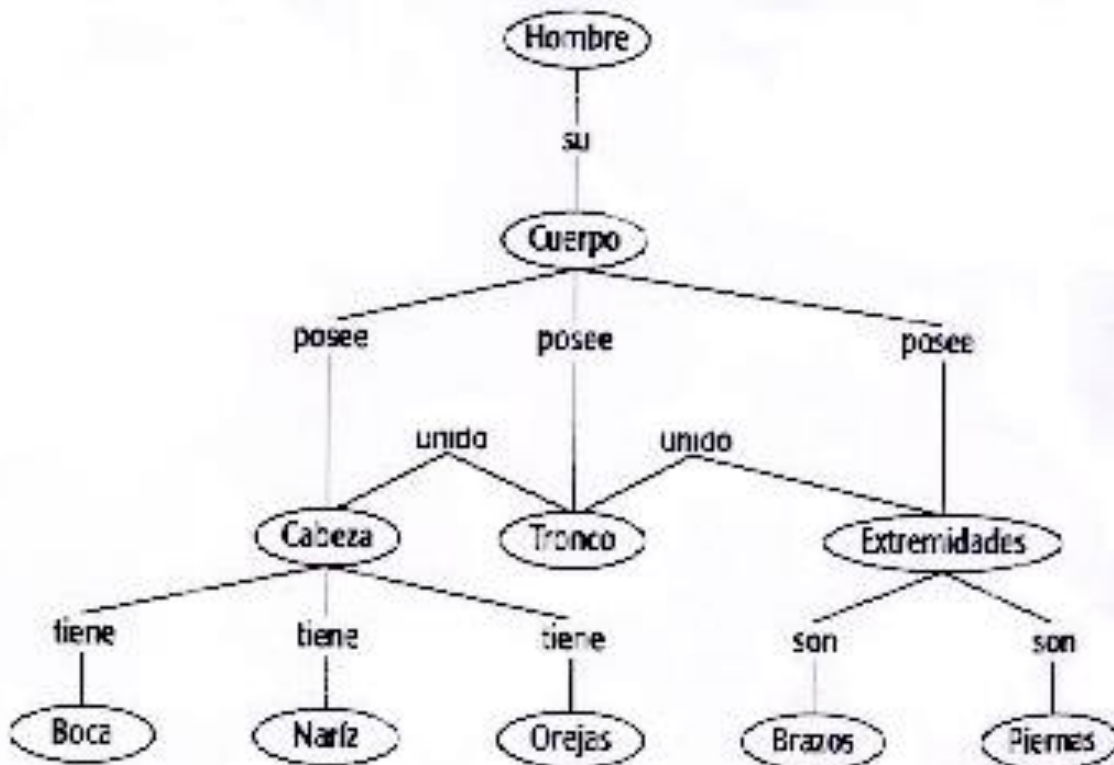 Hombre
su
Cuerpo
posee posee posee
unido unido
Cabeza Tronco Extremidades
tiene tiene tiene son son
Boca Naríz Orejas Brazos Piernas